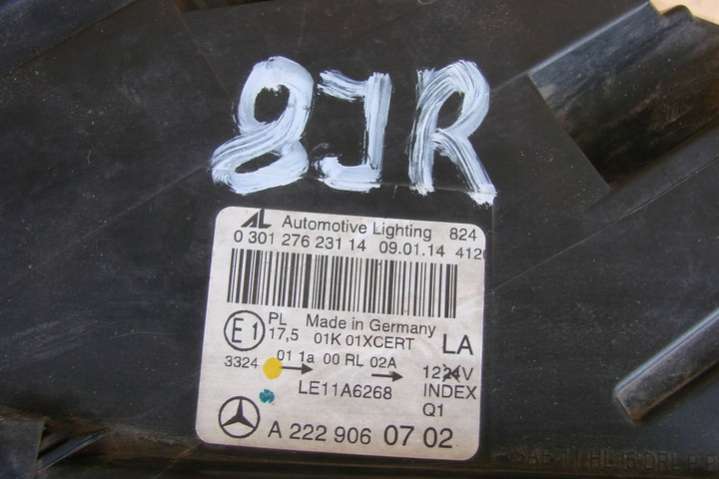 8JR
AL Automotive Lighting 824
0 301 276 231 14 09.01.14 412
E1 PL Made in Germany
17,5 01K 01XCERT LA
3324 01 1a 00 RL 02A 1224V
LE11A6268 INDEX
Q1
A 222 906 07 02